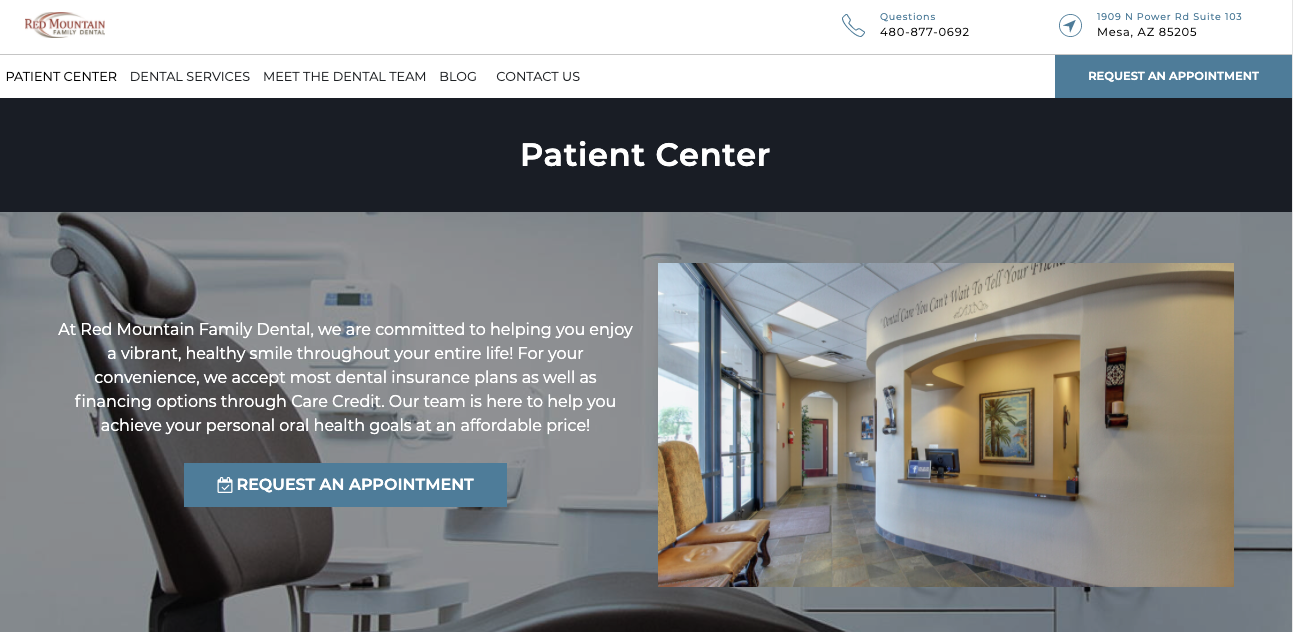 RED MOUNTAIN
FAMILY DENTAL
Questions
480-877-0692
1909 N Power Rd Suite 103
Mesa, AZ 85205
PATIENT CENTER DENTAL SERVICES MEET THE DENTAL TEAM BLOG CONTACT US
REQUEST AN APPOINTMENT
Patient Center
At Red Mountain Family Dental, we are committed to helping you enjoy
a vibrant, healthy smile throughout your entire life! For your
convenience, we accept most dental insurance plans as well as
financing options through Care Credit. Our team is here to help you
achieve your personal oral health goals at an affordable price!
REQUEST AN APPOINTMENT
Dental Care You Can't Wait To Tell Your